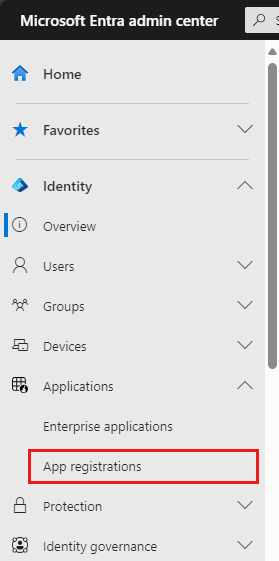 Microsoft Entra admin center
Home
Favorites
Identity
Overview
Users
Groups
Devices
Applications
Enterprise applications
App registrations
Protection
Identity governance